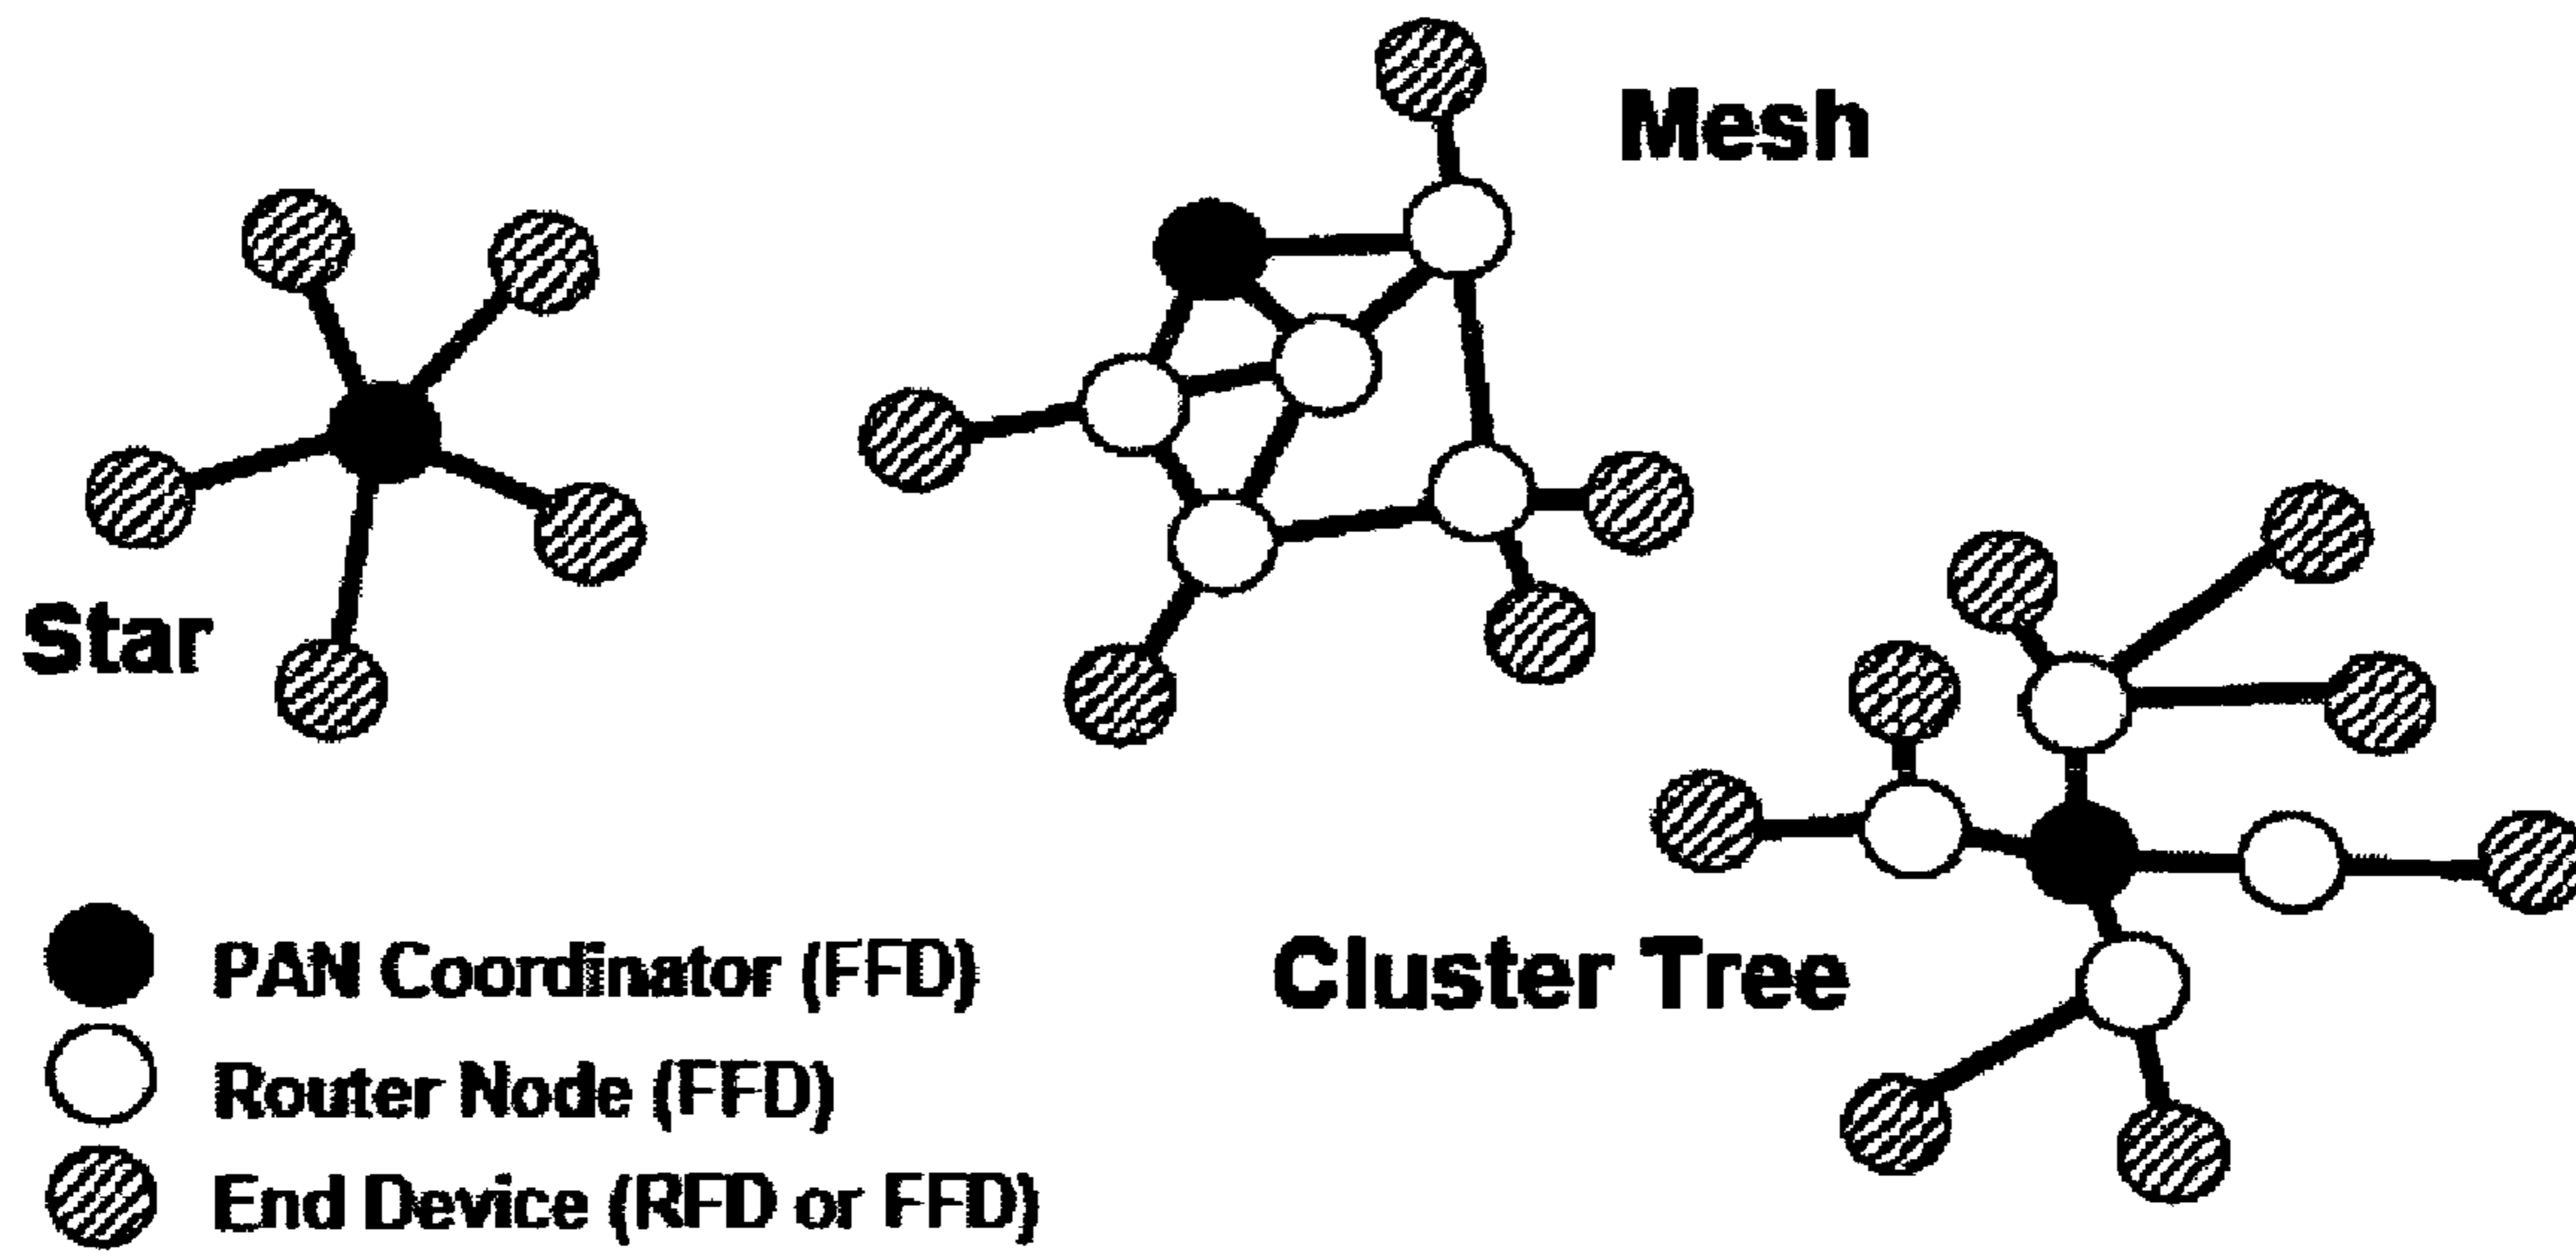 Mesh
Star
Cluster Tree
PAN Coordinator (FFD)
Router Node (FFD)
End Device (RFD or FFD)